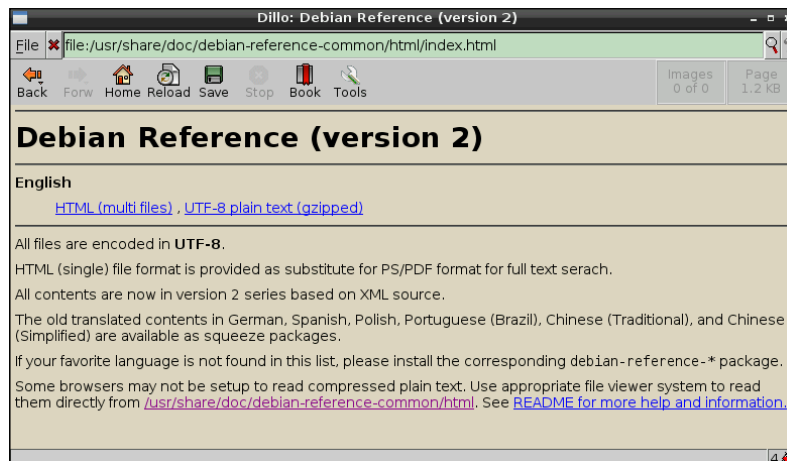 Dillo: Debian Reference (version 2)
File file:/usr/share/doc/debian-reference-common/html/index.html
Back Forw Home Reload Save Stop Book Tools
Images 0 of 0
Page 1.2 KB
Debian Reference (version 2)
English
HTML (multi files) , UTF-8 plain text (gzipped)
All files are encoded in UTF-8.
HTML (single) file format is provided as substitute for PS/PDF format for full text serach.
All contents are now in version 2 series based on XML source.
The old translated contents in German, Spanish, Polish, Portuguese (Brazil), Chinese (Traditional), and Chinese
(Simplified) are available as squeeze packages.
If your favorite language is not found in this list, please install the corresponding debian-reference-* package.
Some browsers may not be setup to read compressed plain text. Use appropriate file viewer system to read
them directly from /usr/share/doc/debian-reference-common/html. See README for more help and information.
4